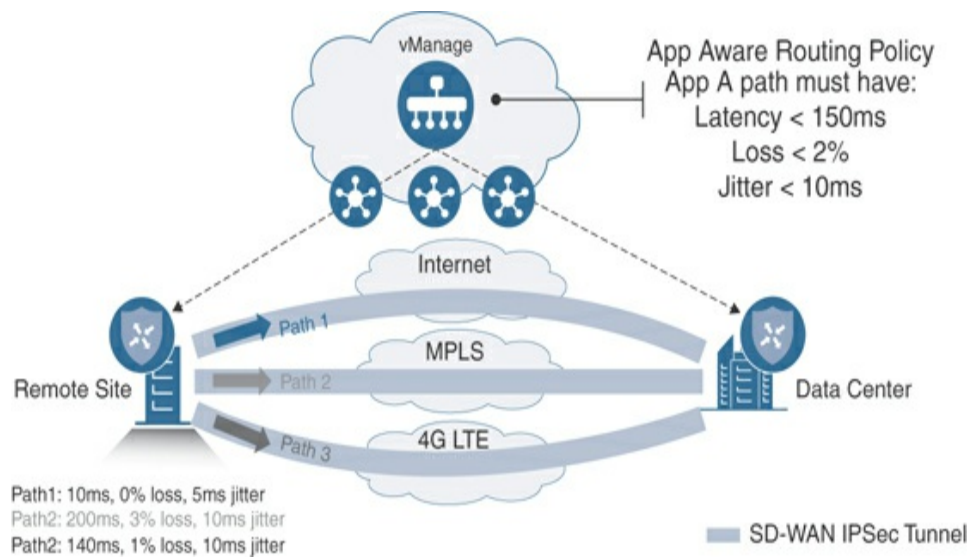 vManage
App Aware Routing Policy
App A path must have:
Latency < 150ms
Loss < 2%
Jitter < 10ms
Internet
Path 1
MPLS
Path 2
Remote Site
Data Center
4G LTE
Path 3
Path1: 10ms, 0% loss, 5ms jitter
Path2: 200ms, 3% loss, 10ms jitter
Path2: 140ms, 1% loss, 10ms jitter
SD-WAN IPSec Tunnel